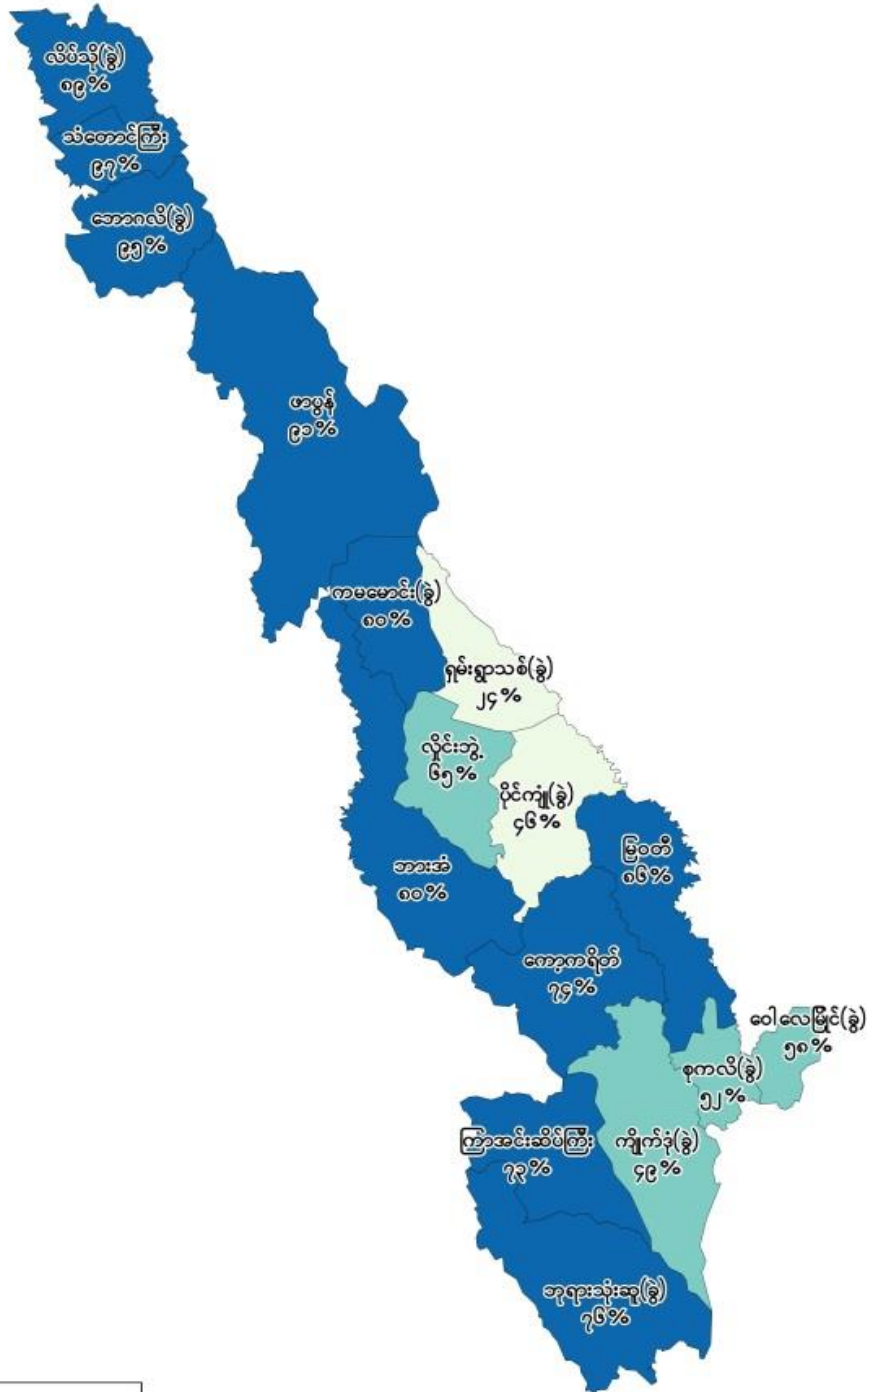 လိပ်သို(ခွဲ)
၈၉%
သံတောင်ကြီး
၉၇%
ဘောဂလိ(ခွဲ)
၉၅%
ဖာပွန်
၉၁%
ကမမောင်း(ခွဲ)
၈၀%
ရှမ်းရွာသစ်(ခွဲ)
၂၄%
လှိုင်းဘွဲ့
၆၅%
ပိုင်ကျုံ(ခွဲ)
၄၆%
မြဝတီ
၈၆%
ဘားအံ
၈၀%
ကော့ကရိတ်
၇၄%
ဝေါလေမြိုင်(ခွဲ)
၅၈%
စုကလိ(ခွဲ)
၅၂%
ကြာအင်းဆိပ်ကြီး
၇၃%
ကျိုက်ဒုံ(ခွဲ)
၄၉%
ဘုရားသုံးဆူ(ခွဲ)
၇၆%